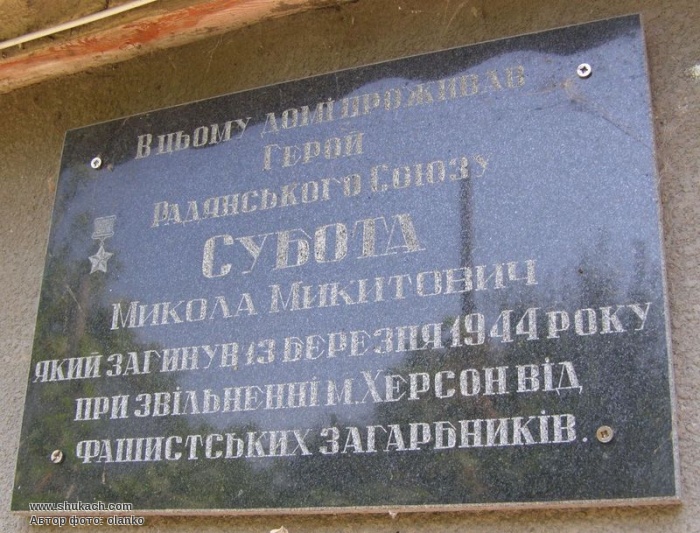 В цьому домі проживав
Герой
Радянського Союзу
Субота
Микола Микитович
який загинув 13 березня 1944 року
при звільненні м. Херсон від
фашистських загарбників.
www.shukach.com
Автор фото: olanko